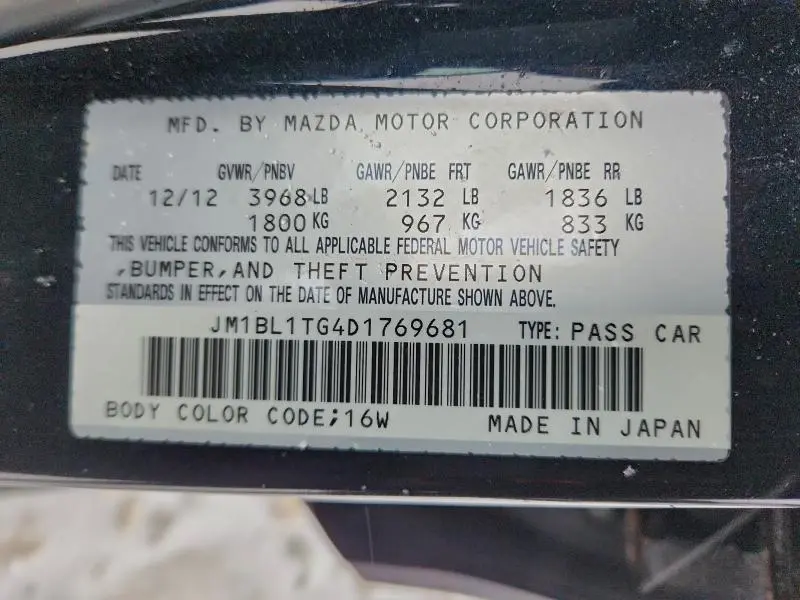 MFD. BY MAZDA MOTOR CORPORATION
DATE GVWR/PNBV GAWR/PNBE FRT GAWR/PNBE RR
12/12 3968 LB 2132 LB 1836 LB
1800 KG 967 KG 833 KG
THIS VEHICLE CONFORMS TO ALL APPLICABLE FEDERAL MOTOR VEHICLE SAFETY
,BUMPER,AND THEFT PREVENTION
STANDARDS IN EFFECT ON THE DATE OF MANUFACTURE SHOWN ABOVE.
JM1BL1TG4D1769681 TYPE: PASS CAR
BODY COLOR CODE;16W MADE IN JAPAN